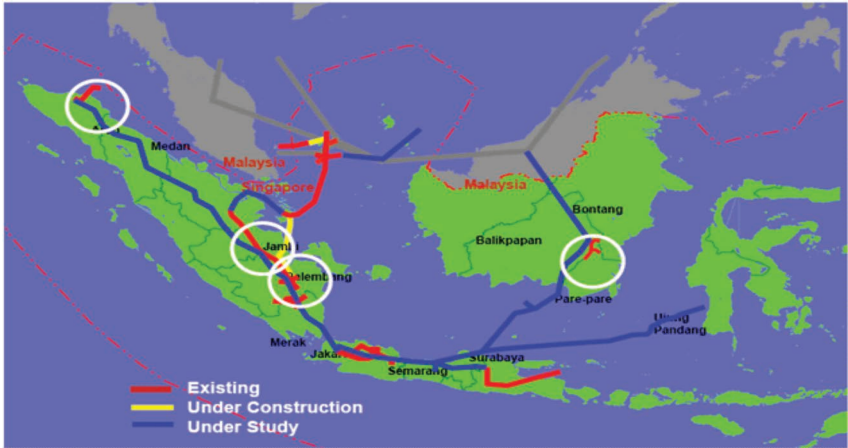 Medan
Malaysia
Singapore
Malaysia
Bontang
Balikpapan
Jambi
Palembang
Pare-pare
Ujung
Pandang
Merak
Surabaya
Semarang
Existing
Under Construction
Under Study